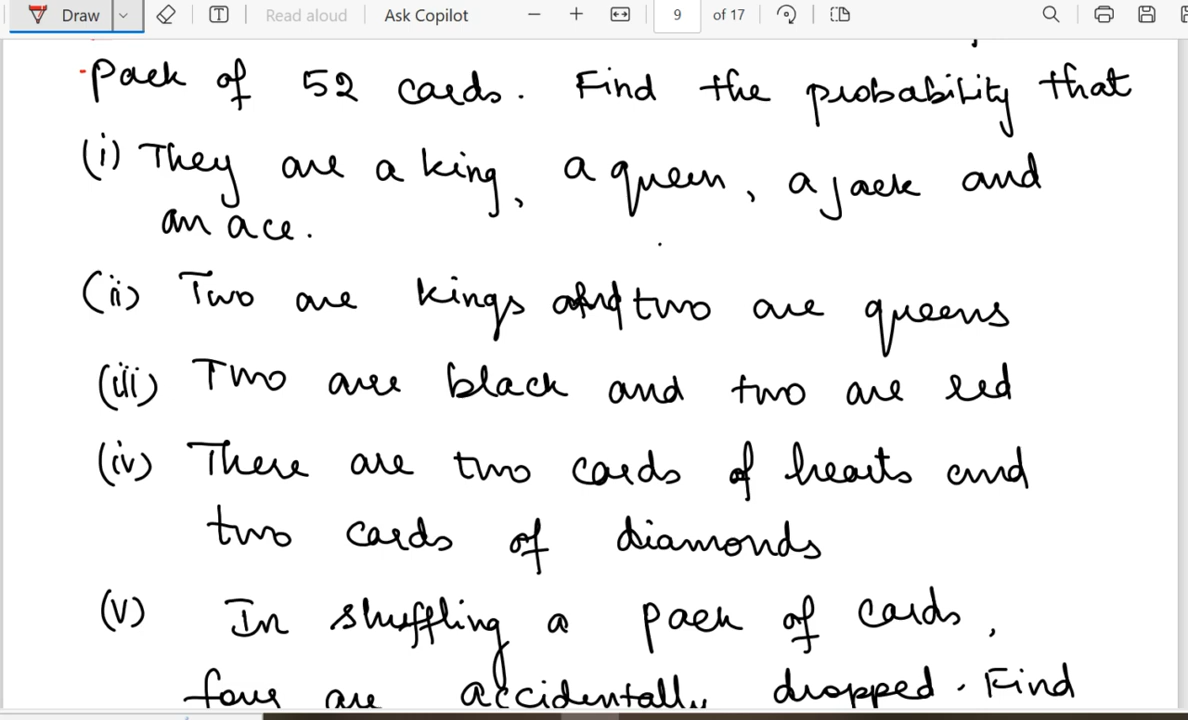 Draw
Read aloud
Ask Copilot
9
of 17
Pack of 52 cards. Find the probability that
(i) They are a king, a queen, a jack and
an ace.
(ii) Two are kings and two are queens
(iii) Two are black and two are red
(iv) There are two cards of hearts and
two cards of diamonds
(v) In shuffling a pack of cards,
four are accidentally dropped. Find